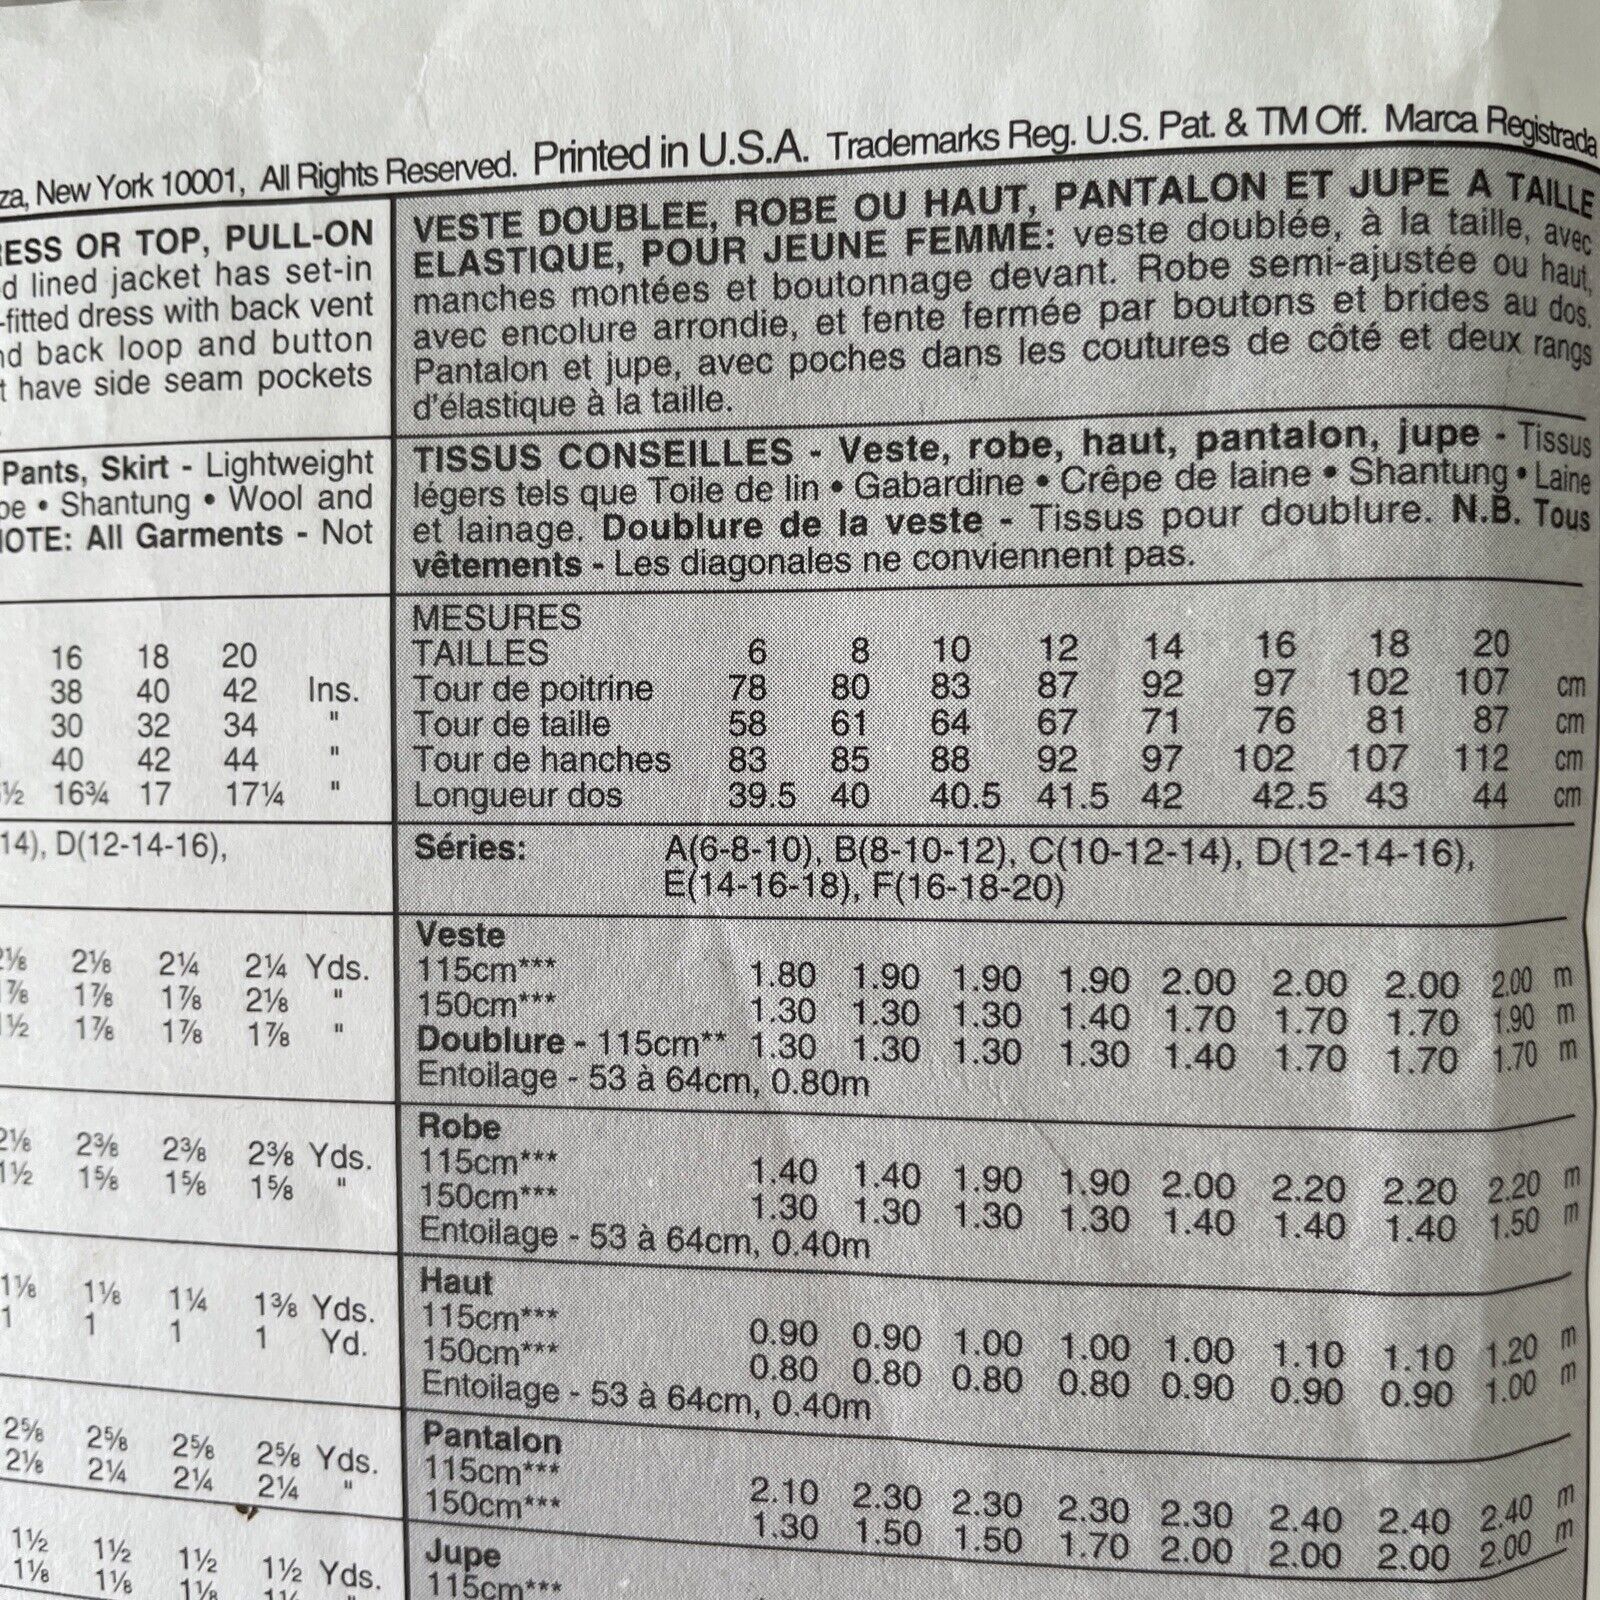 za, New York 10001, All Rights Reserved. Printed in U.S.A. Trademarks Reg. U.S. Pat. & TM Off. Marca Registrada
ESS OR TOP, PULL-ON
d lined jacket has set-in
-fitted dress with back vent
nd back loop and button
t have side seam pockets
Pants, Skirt - Lightweight
pe • Shantung • Wool and
NOTE: All Garments - Not
16 18 20
38 40 42 Ins.
30 32 34 "
40 42 44 "
½ 16¾ 17 17¼ "
14), D(12-14-16),
2⅛ 2⅛ 2¼ 2¼ Yds.
⅞ 1⅞ 1⅞ 2⅛ "
1½ 1⅞ 1⅞ 1⅞ "
2⅛ 2⅜ 2⅜ 2⅜ Yds.
1½ 1⅝ 1⅝ 1⅝ "
1⅛ 1⅛ 1¼ 1⅜ Yds.
1 1 1 1 Yd.
2⅝ 2⅝ 2⅝ 2⅝ Yds.
2⅛ 2¼ 2¼ 2¼ "
1½ 1½ 1½ 1½ Yds.
1⅛ 1⅛ 1⅛ 1¼ "
VESTE DOUBLEE, ROBE OU HAUT, PANTALON ET JUPE A TAILLE
ELASTIQUE, POUR JEUNE FEMME: veste doublée, à la taille, avec
manches montées et boutonnage devant. Robe semi-ajustée ou haut,
avec encolure arrondie, et fente fermée par boutons et brides au dos.
Pantalon et jupe, avec poches dans les coutures de côté et deux rangs
d'élastique à la taille.
TISSUS CONSEILLES - Veste, robe, haut, pantalon, jupe - Tissus
légers tels que Toile de lin • Gabardine • Crêpe de laine • Shantung • Laine
et lainage. Doublure de la veste - Tissus pour doublure. N.B. Tous
vêtements - Les diagonales ne conviennent pas.
MESURES
TAILLES 6 8 10 12 14 16 18 20
Tour de poitrine 78 80 83 87 92 97 102 107 cm
Tour de taille 58 61 64 67 71 76 81 87 cm
Tour de hanches 83 85 88 92 97 102 107 112 cm
Longueur dos 39.5 40 40.5 41.5 42 42.5 43 44 cm
Séries: A(6-8-10), B(8-10-12), C(10-12-14), D(12-14-16),
E(14-16-18), F(16-18-20)
Veste
115cm*** 1.80 1.90 1.90 1.90 2.00 2.00 2.00 2.00 m
150cm*** 1.30 1.30 1.30 1.40 1.70 1.70 1.70 1.90 m
Doublure - 115cm** 1.30 1.30 1.30 1.30 1.40 1.70 1.70 1.70 m
Entoilage - 53 à 64cm, 0.80m
Robe
115cm*** 1.40 1.40 1.90 1.90 2.00 2.20 2.20 2.20 m
150cm*** 1.30 1.30 1.30 1.30 1.40 1.40 1.40 1.50 m
Entoilage - 53 à 64cm, 0.40m
Haut
115cm*** 0.90 0.90 1.00 1.00 1.00 1.10 1.10 1.20 m
150cm*** 0.80 0.80 0.80 0.80 0.90 0.90 0.90 1.00 m
Entoilage - 53 à 64cm, 0.40m
Pantalon
115cm*** 2.10 2.30 2.30 2.30 2.30 2.40 2.40 2.40 m
150cm*** 1.30 1.50 1.50 1.70 2.00 2.00 2.00 2.00 m
Jupe
115cm***